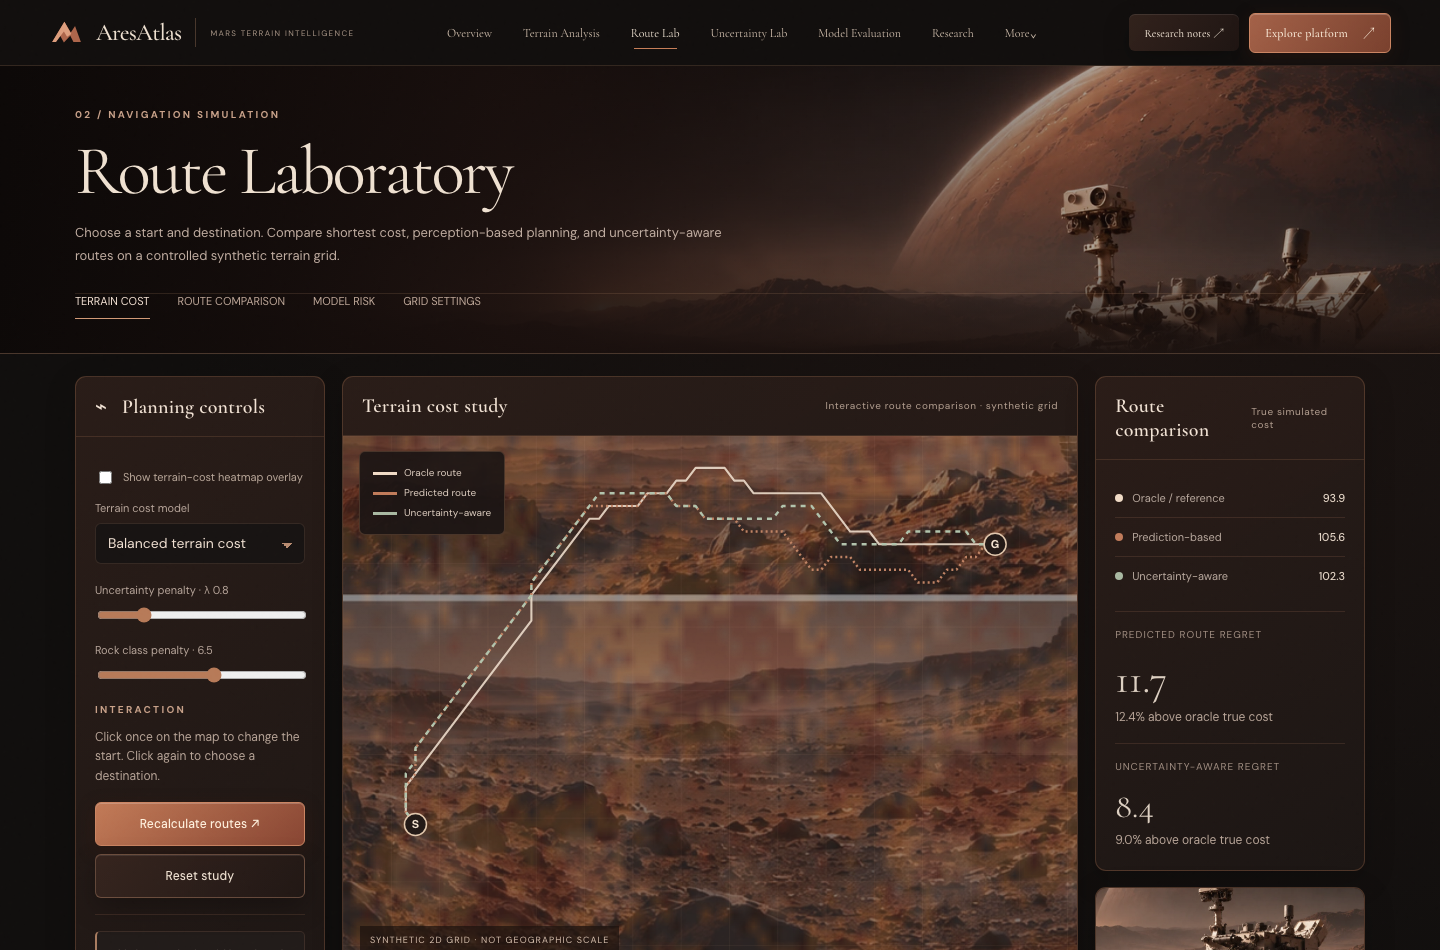 AresAtlas
MARS TERRAIN INTELLIGENCE
Overview
Terrain Analysis
Route Lab
Uncertainty Lab
Model Evaluation
Research
More
Research notes ↗
Explore platform ↗
02 / NAVIGATION SIMULATION
Route Laboratory
Choose a start and destination. Compare shortest cost, perception-based planning, and uncertainty-aware
routes on a controlled synthetic terrain grid.
TERRAIN COST
ROUTE COMPARISON
MODEL RISK
GRID SETTINGS
Planning controls
Show terrain-cost heatmap overlay
Terrain cost model
Balanced terrain cost
Uncertainty penalty · λ 0.8
Rock class penalty · 6.5
INTERACTION
Click once on the map to change the
start. Click again to choose a
destination.
Recalculate routes ↗
Reset study
Terrain cost study
Interactive route comparison · synthetic grid
Oracle route
Predicted route
Uncertainty-aware
G
S
SYNTHETIC 2D GRID · NOT GEOGRAPHIC SCALE
Route
comparison
True simulated
cost
Oracle / reference 93.9
Prediction-based 105.6
Uncertainty-aware 102.3
PREDICTED ROUTE REGRET
11.7
12.4% above oracle true cost
UNCERTAINTY-AWARE REGRET
8.4
9.0% above oracle true cost